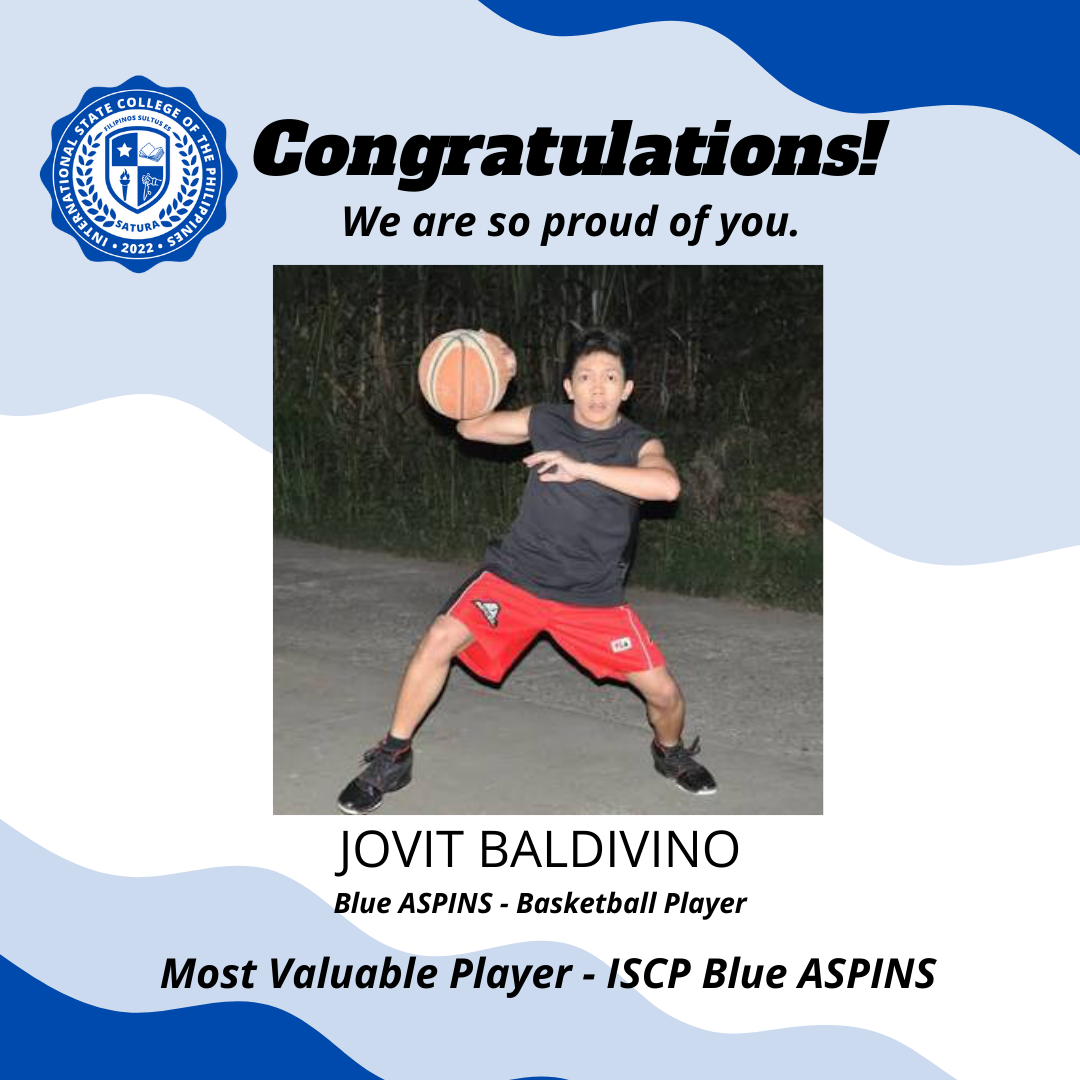 INTERNATIONAL STATE COLLEGE OF THE PHILIPPINES
FILIPINOS SULTUS ES
SATURA
• 2022 •
Congratulations!
We are so proud of you.
JOVIT BALDIVINO
Blue ASPINS - Basketball Player
Most Valuable Player - ISCP Blue ASPINS